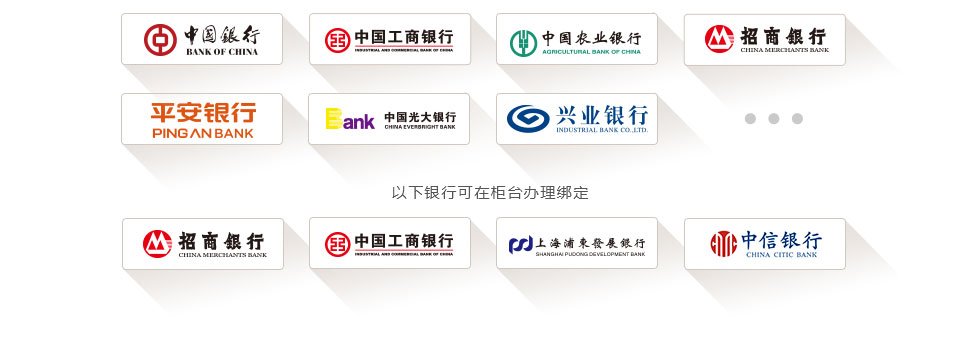 中国银行
BANK OF CHINA
中国工商银行
INDUSTRIAL AND COMMERCIAL BANK OF CHINA
中国农业银行
AGRICULTURAL BANK OF CHINA
招商银行
CHINA MERCHANTS BANK
平安银行
PING AN BANK
Bank
中国光大银行
CHINA EVERBRIGHT BANK
兴业银行
INDUSTRIAL BANK CO.,LTD.
以下银行可在柜台办理绑定
招商银行
CHINA MERCHANTS BANK
中国工商银行
INDUSTRIAL AND COMMERCIAL BANK OF CHINA
上海浦東發展銀行
SHANGHAI PUDONG DEVELOPMENT BANK
中信银行
CHINA CITIC BANK